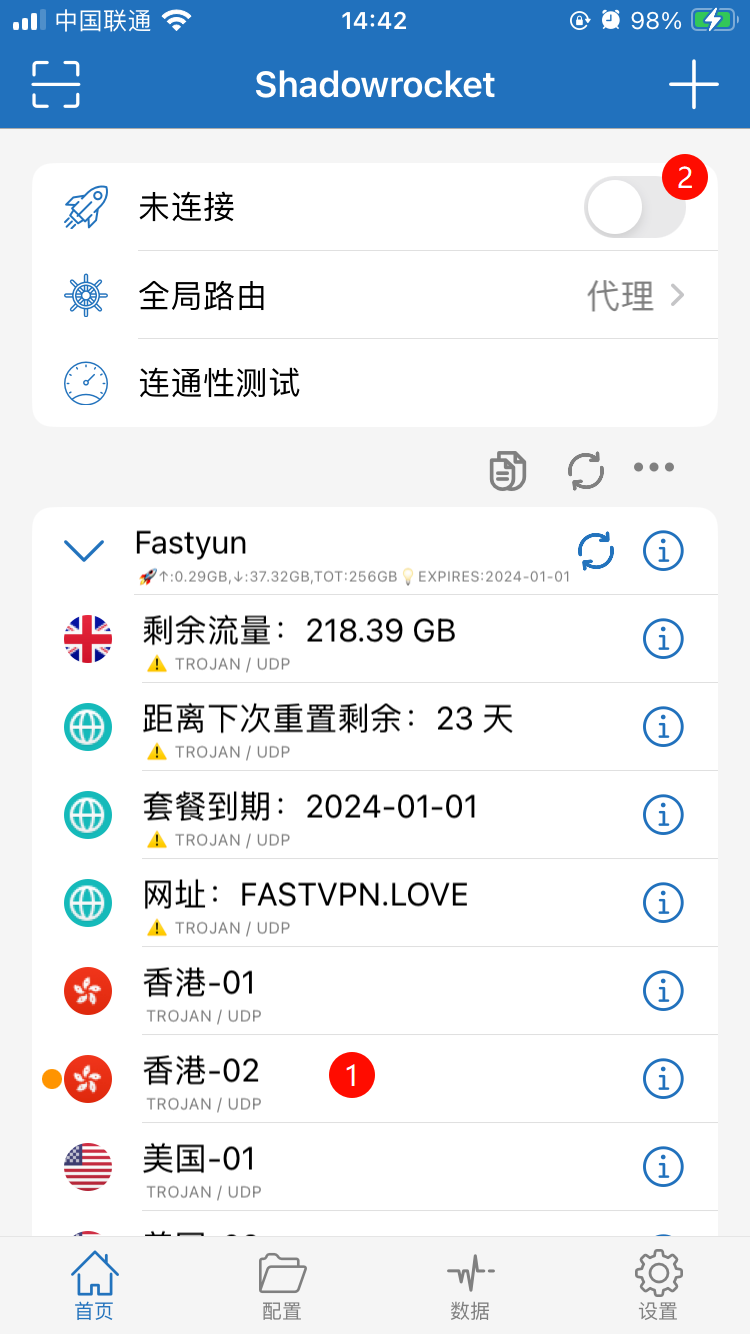 中国联通 14:42 98%
Shadowrocket
未连接 2
全局路由 代理
连通性测试
Fastyun
🚀↑:0.29GB,↓:37.32GB,TOT:256GB💡EXPIRES:2024-01-01
剩余流量：218.39 GB
⚠️ TROJAN / UDP
距离下次重置剩余：23 天
⚠️ TROJAN / UDP
套餐到期：2024-01-01
⚠️ TROJAN / UDP
网址：FASTVPN.LOVE
⚠️ TROJAN / UDP
香港-01
TROJAN / UDP
香港-02 1
TROJAN / UDP
美国-01
TROJAN / UDP
首页 配置 数据 设置